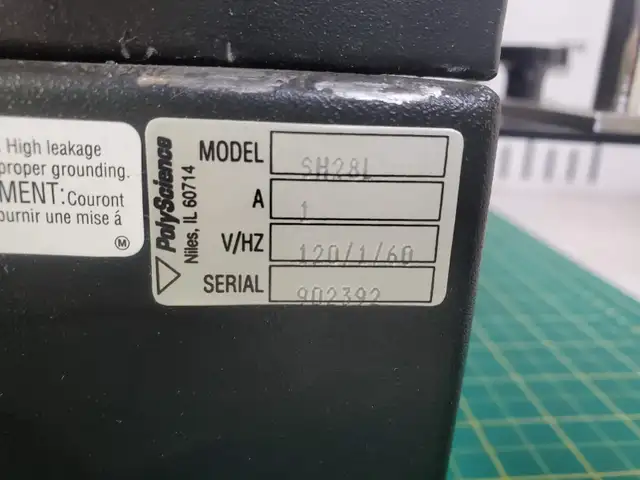 High leakage
proper grounding.
MENT: Couront
ournir une mise á
M
PolyScience
Niles, IL 60714
MODEL SH28L
A 1
V/HZ 120/1/60
SERIAL 902392